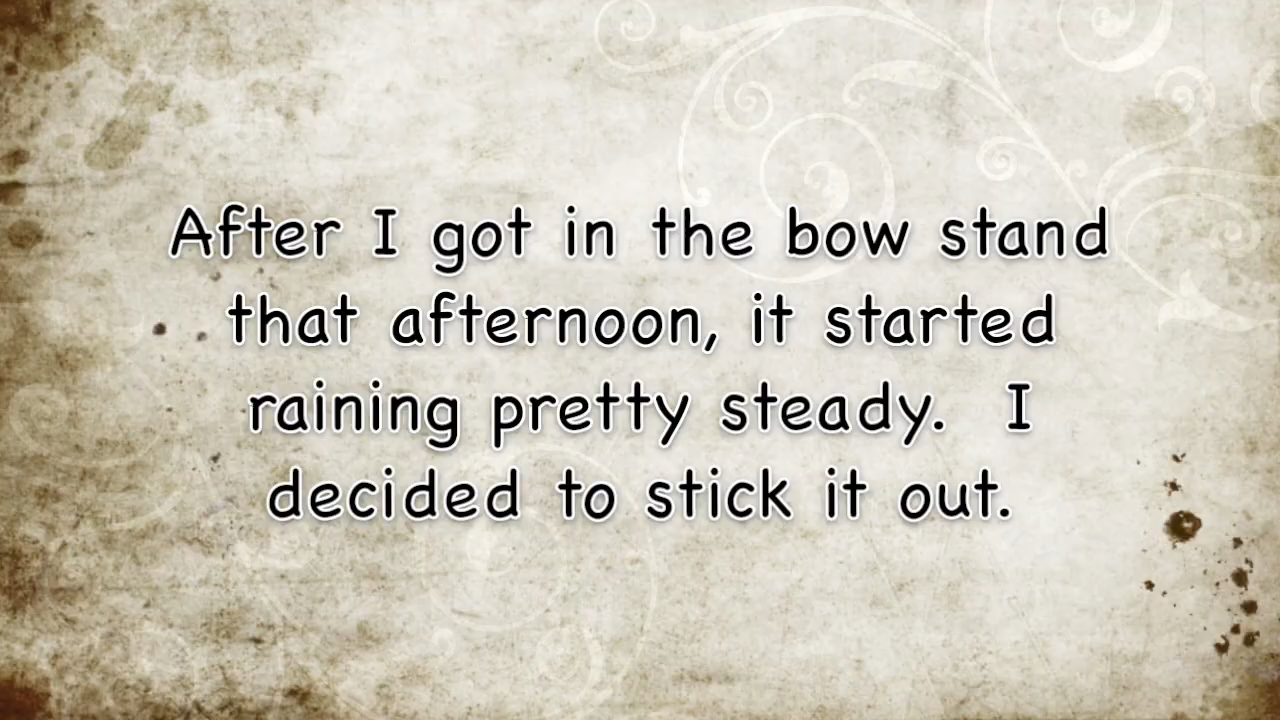 After I got in the bow stand
that afternoon, it started
raining pretty steady.  I
decided to stick it out.